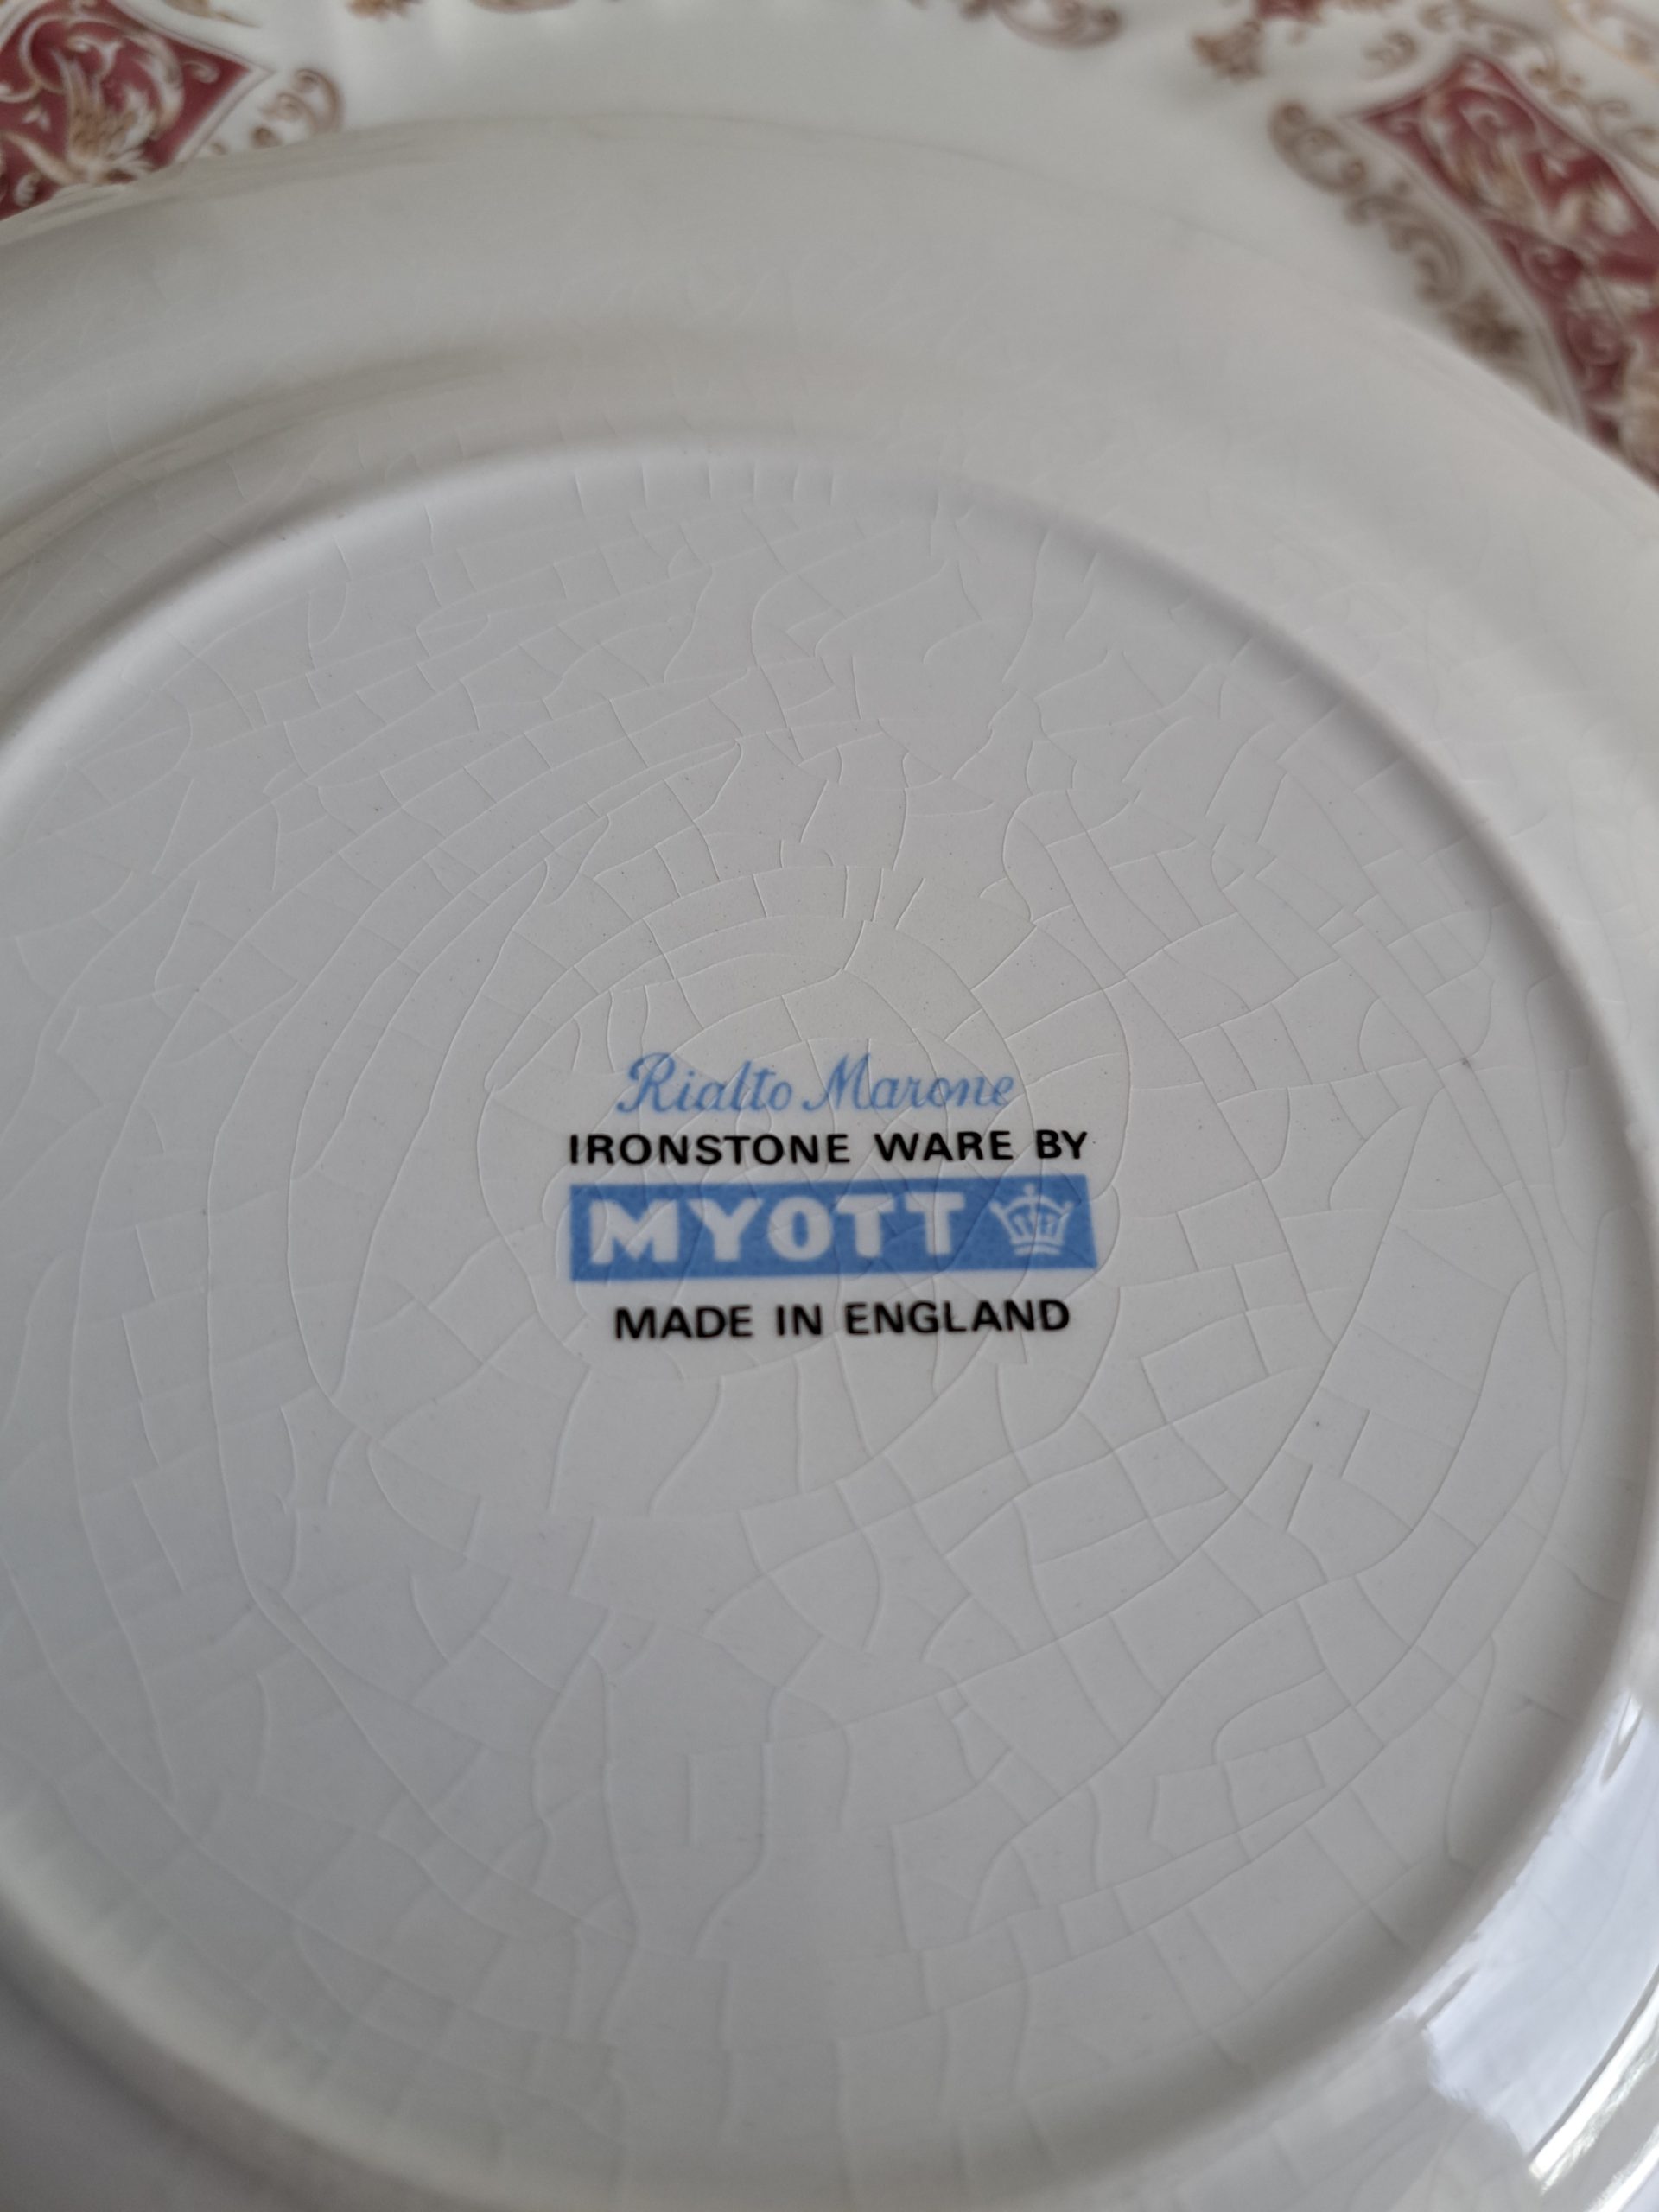 Rialto Marone
IRONSTONE WARE BY
MYOTT
MADE IN ENGLAND